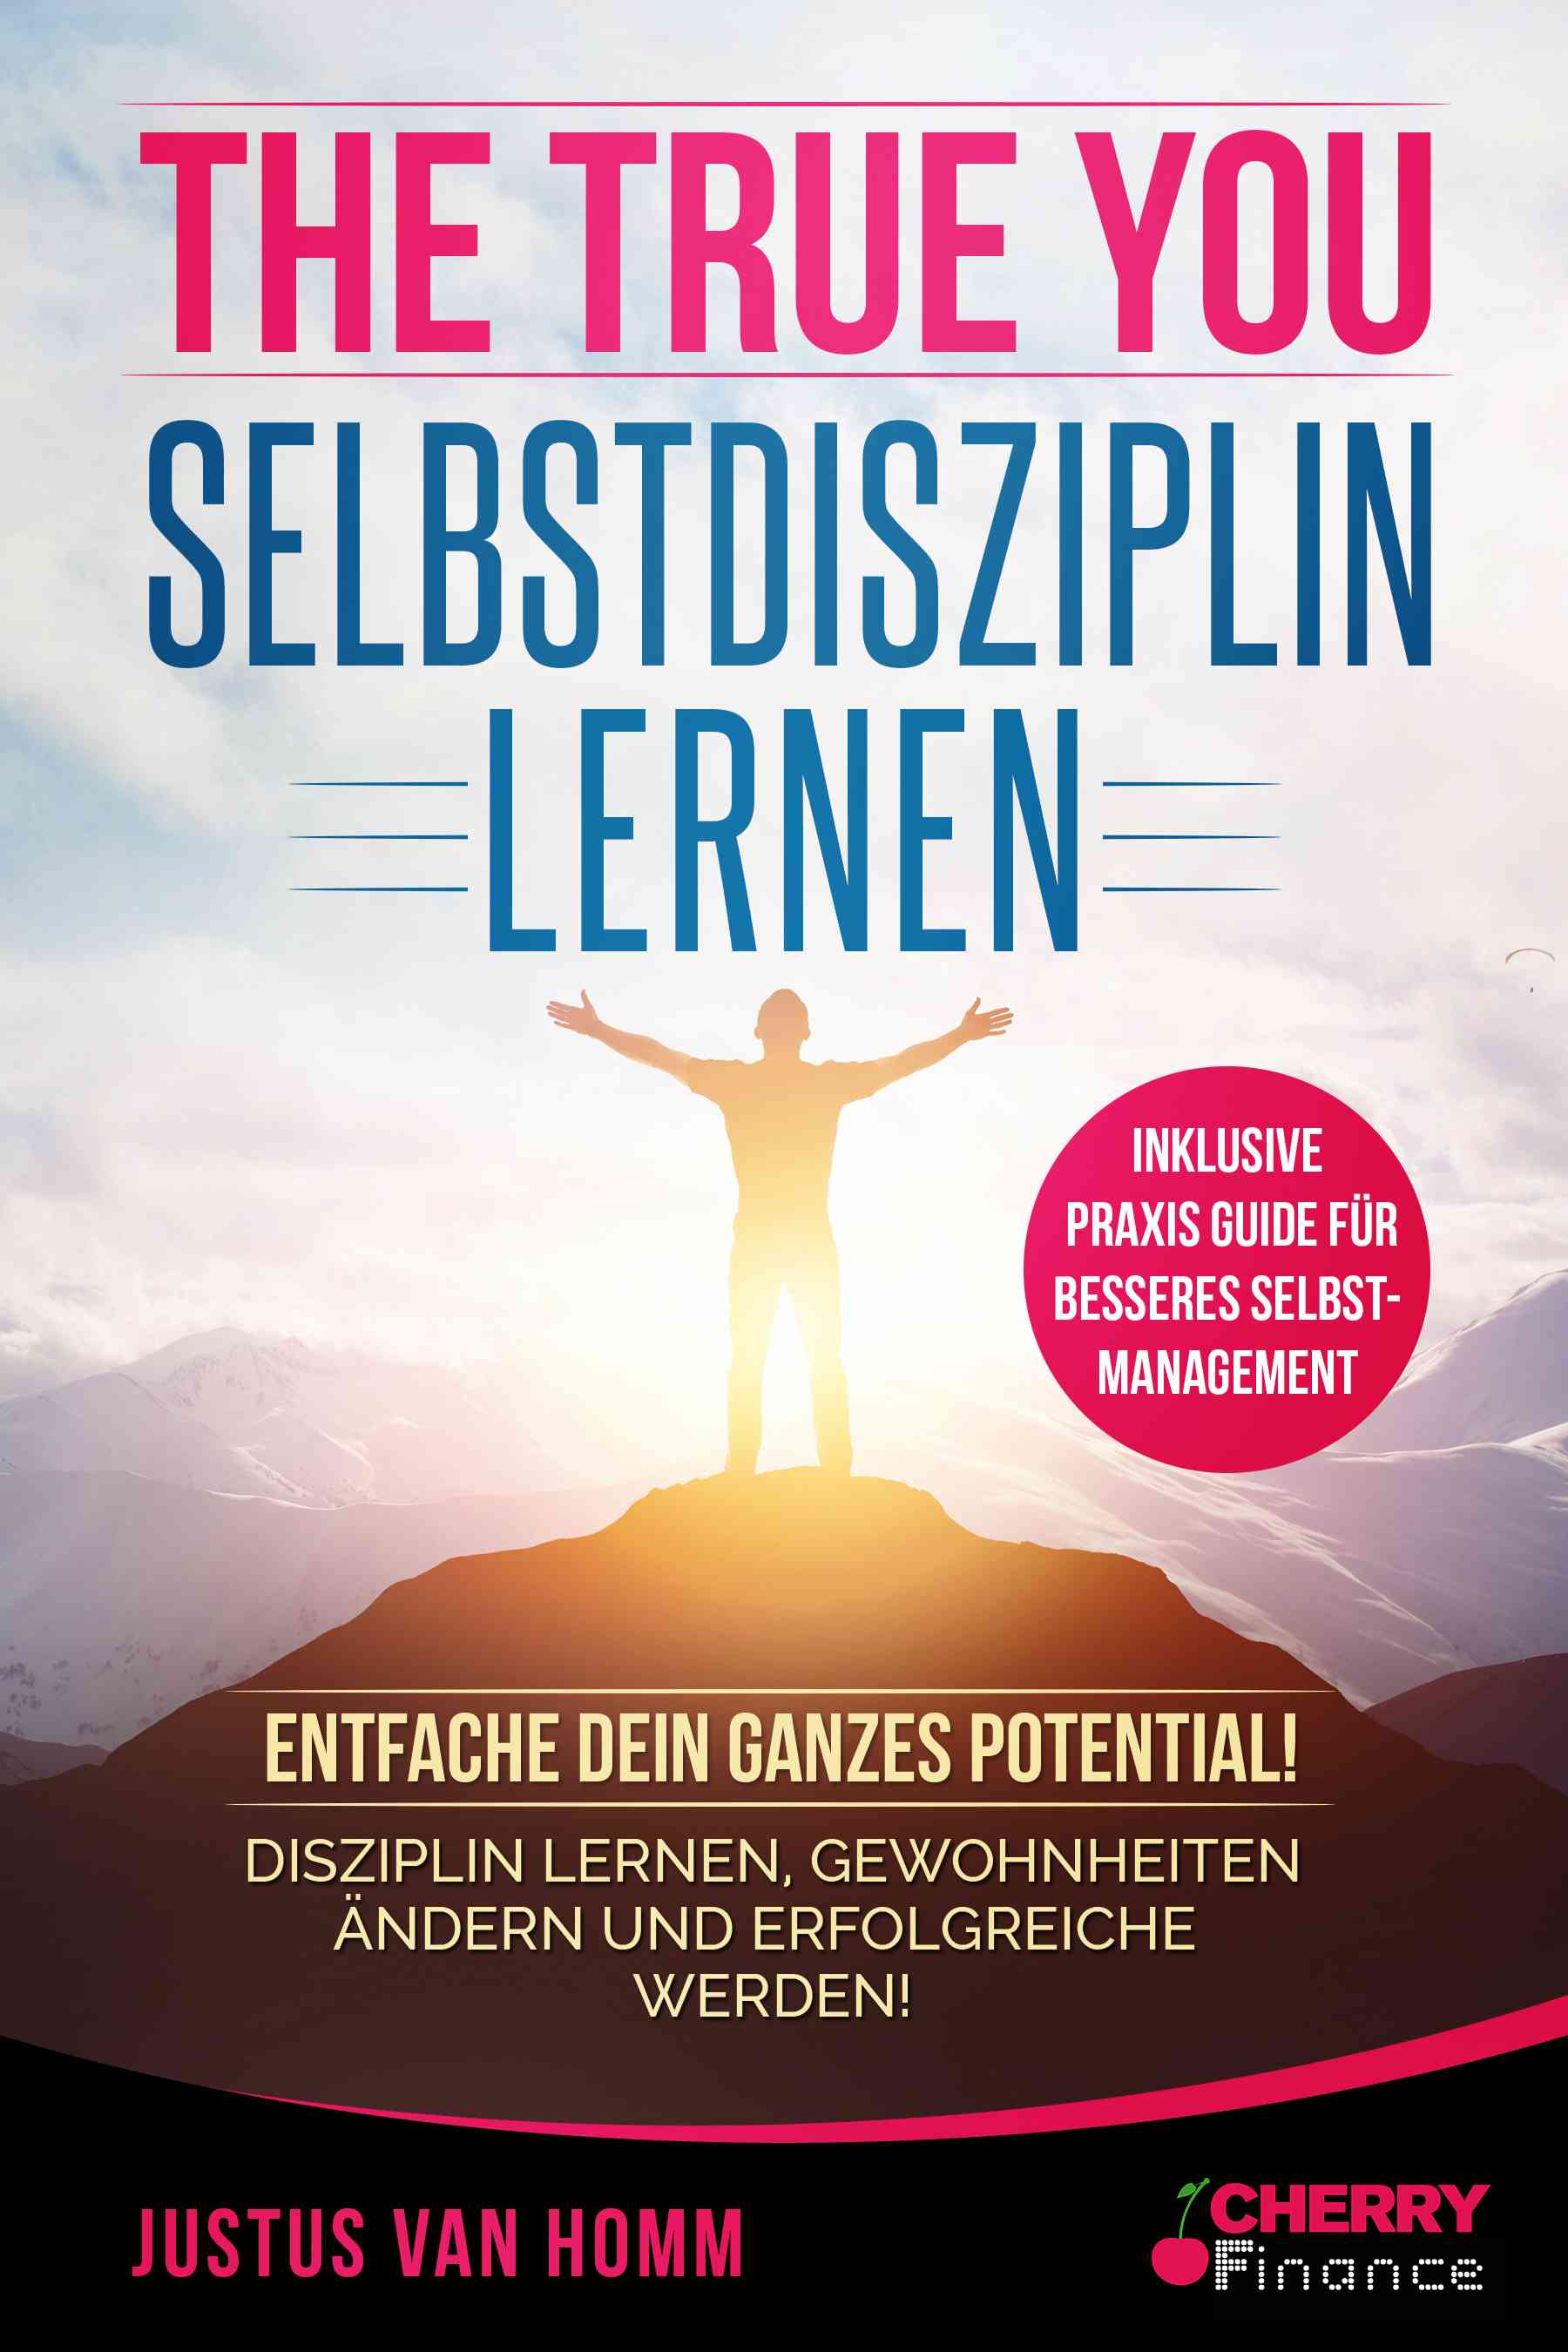 THE TRUE YOU
SELBSTDISZIPLIN
LERNEN
INKLUSIVE
PRAXIS GUIDE FÜR
BESSERES SELBST-
MANAGEMENT
ENTFACHE DEIN GANZES POTENTIAL!
DISZIPLIN LERNEN, GEWOHNHEITEN
ÄNDERN UND ERFOLGREICHE
WERDEN!
JUSTUS VAN HOMM
CHERRY
Finance